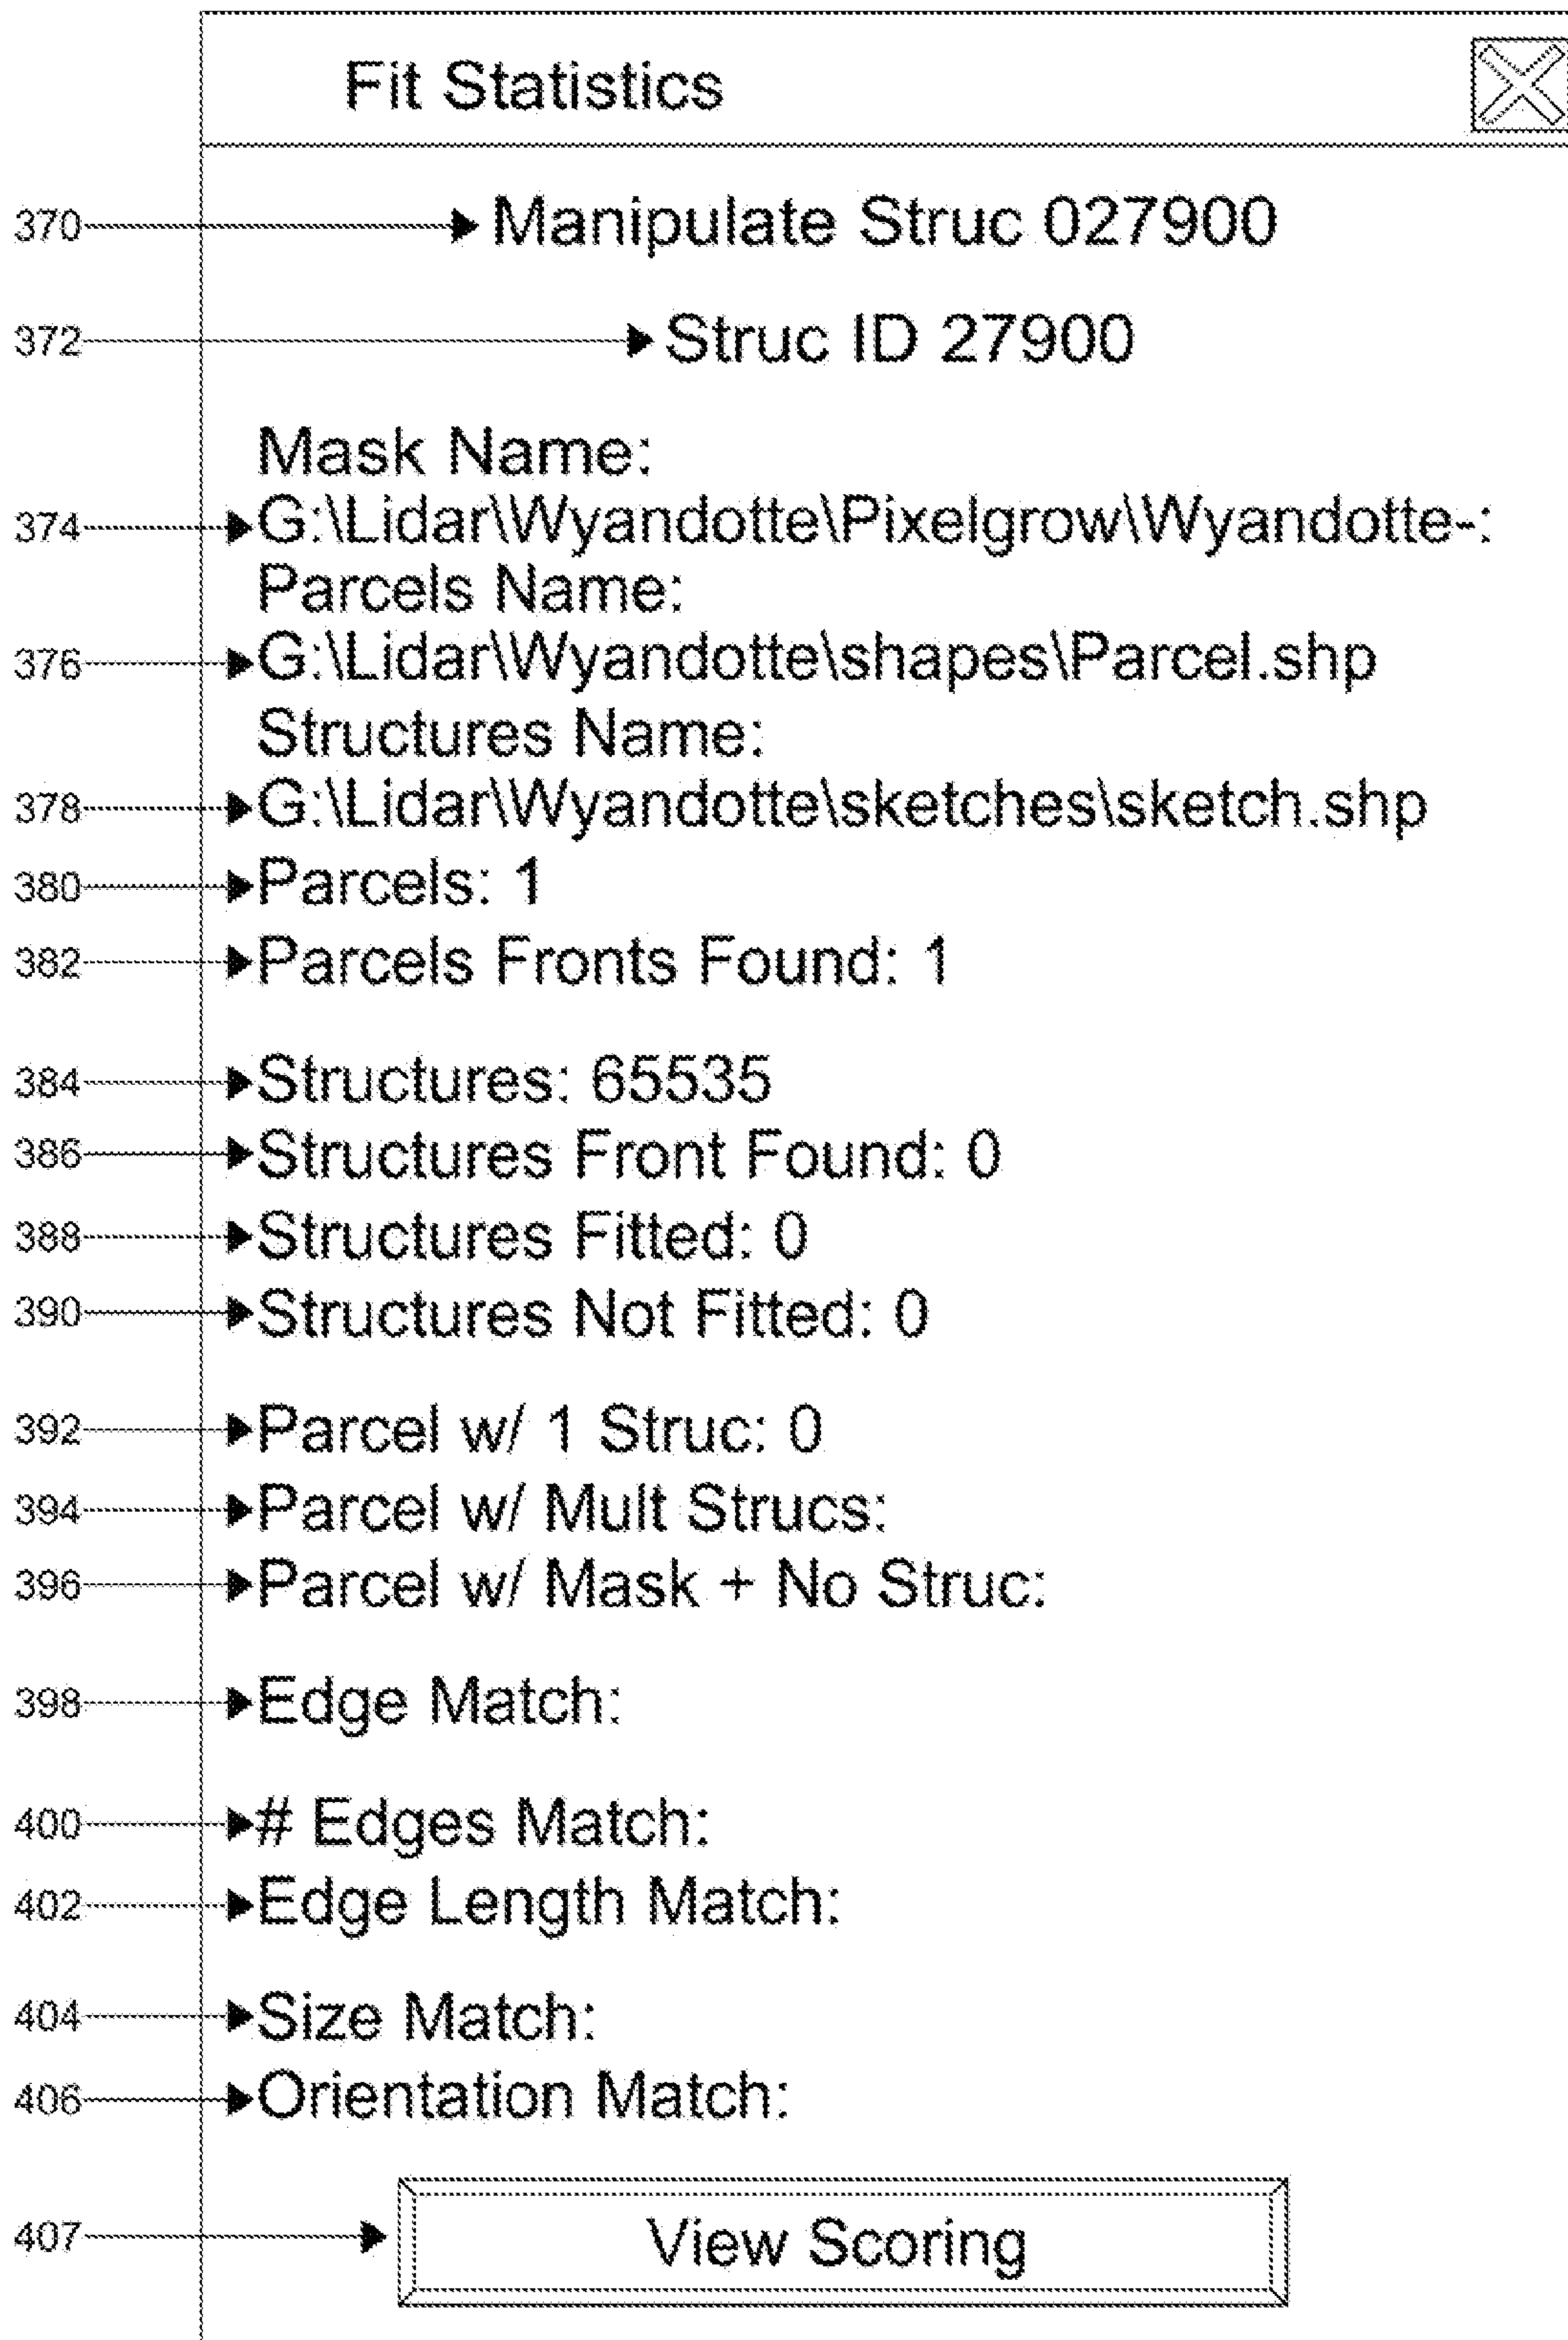 Fit Statistics
370 Manipulate Struc 027900
372 Struc ID 27900
Mask Name:
374 G:\Lidar\Wyandotte\Pixelgrow\Wyandotte-:
Parcels Name:
376 G:\Lidar\Wyandotte\shapes\Parcel.shp
Structures Name:
378 G:\Lidar\Wyandotte\sketches\sketch.shp
380 Parcels: 1
382 Parcels Fronts Found: 1
384 Structures: 65535
386 Structures Front Found: 0
388 Structures Fitted: 0
390 Structures Not Fitted: 0
392 Parcel w/ 1 Struc: 0
394 Parcel w/ Mult Strucs:
396 Parcel w/ Mask + No Struc:
398 Edge Match:
400 # Edges Match:
402 Edge Length Match:
404 Size Match:
406 Orientation Match:
407 View Scoring